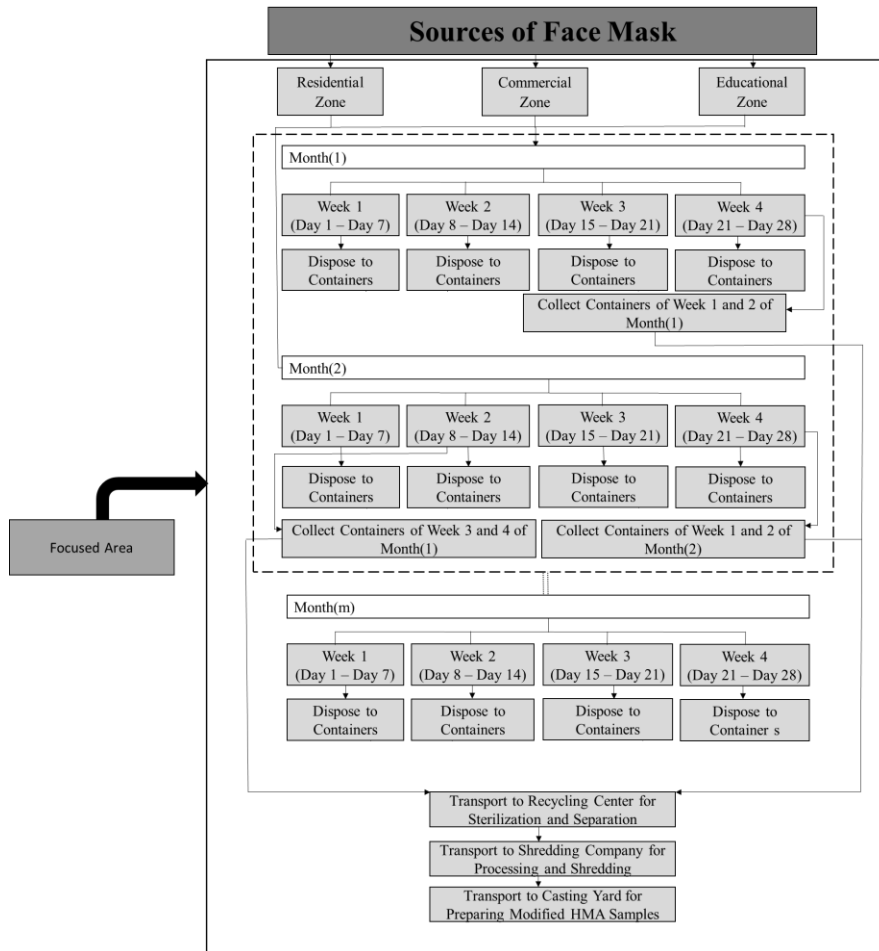 Sources of Face Mask
Residential
Zone
Commercial
Zone
Educational
Zone
Month(1)
Week 1
(Day 1 – Day 7)
Week 2
(Day 8 – Day 14)
Week 3
(Day 15 – Day 21)
Week 4
(Day 21 – Day 28)
Dispose to
Containers
Dispose to
Containers
Dispose to
Containers
Dispose to
Containers
Collect Containers of Week 1 and 2 of
Month(1)
Month(2)
Week 1
(Day 1 – Day 7)
Week 2
(Day 8 – Day 14)
Week 3
(Day 15 – Day 21)
Week 4
(Day 21 – Day 28)
Dispose to
Containers
Dispose to
Containers
Dispose to
Containers
Dispose to
Containers
Focused Area
Collect Containers of Week 3 and 4 of
Month(1)
Collect Containers of Week 1 and 2 of
Month(2)
Month(m)
Week 1
(Day 1 – Day 7)
Week 2
(Day 8 – Day 14)
Week 3
(Day 15 – Day 21)
Week 4
(Day 21 – Day 28)
Dispose to
Containers
Dispose to
Containers
Dispose to
Containers
Dispose to
Container s
Transport to Recycling Center for
Sterilization and Separation
Transport to Shredding Company for
Processing and Shredding
Transport to Casting Yard for
Preparing Modified HMA Samples